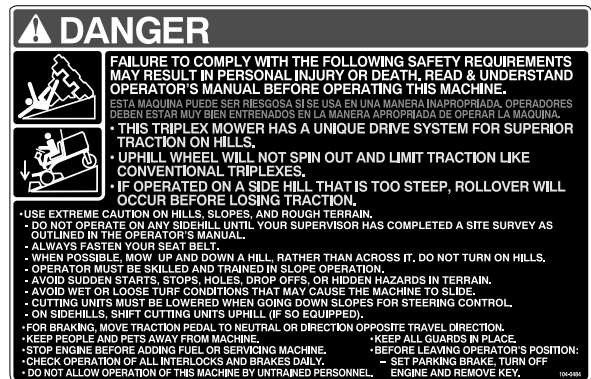 DANGER
FAILURE TO COMPLY WITH THE FOLLOWING SAFETY REQUIREMENTS
MAY RESULT IN PERSONAL INJURY OR DEATH. READ & UNDERSTAND
OPERATOR'S MANUAL BEFORE OPERATING THIS MACHINE.
ESTA MAQUINA PUEDE SER RIESGOSA SI SE USA EN UNA MANERA INAPROPRIADA. OPERADORES
DEBEN ESTAR MUY BIEN ENTRENADOS EN LA MANERA APROPRIADA DE OPERAR LA MAQUINA.
• THIS TRIPLEX MOWER HAS A UNIQUE DRIVE SYSTEM FOR SUPERIOR
TRACTION ON HILLS.
• UPHILL WHEEL WILL NOT SPIN OUT AND LIMIT TRACTION LIKE
CONVENTIONAL TRIPLEXES.
• IF OPERATED ON A SIDE HILL THAT IS TOO STEEP, ROLLOVER WILL
OCCUR BEFORE LOSING TRACTION.
•USE EXTREME CAUTION ON HILLS, SLOPES, AND ROUGH TERRAIN.
- DO NOT OPERATE ON ANY SIDEHILL UNTIL YOUR SUPERVISOR HAS COMPLETED A SITE SURVEY AS
OUTLINED IN THE OPERATOR'S MANUAL.
- ALWAYS FASTEN YOUR SEAT BELT.
- WHEN POSSIBLE, MOW UP AND DOWN A HILL, RATHER THAN ACROSS IT. DO NOT TURN ON HILLS.
- OPERATOR MUST BE SKILLED AND TRAINED IN SLOPE OPERATION.
- AVOID SUDDEN STARTS, STOPS, HOLES, DROP OFFS, OR HIDDEN HAZARDS IN TERRAIN.
- AVOID WET OR LOOSE TURF CONDITIONS THAT MAY CAUSE THE MACHINE TO SLIDE.
- CUTTING UNITS MUST BE LOWERED WHEN GOING DOWN SLOPES FOR STEERING CONTROL.
- ON SIDEHILLS, SHIFT CUTTING UNITS UPHILL (IF SO EQUIPPED).
•FOR BRAKING, MOVE TRACTION PEDAL TO NEUTRAL OR DIRECTION OPPOSITE TRAVEL DIRECTION.
•KEEP PEOPLE AND PETS AWAY FROM MACHINE.
•STOP ENGINE BEFORE ADDING FUEL OR SERVICING MACHINE.
•CHECK OPERATION OF ALL INTERLOCKS AND BRAKES DAILY.
• DO NOT ALLOW OPERATION OF THIS MACHINE BY UNTRAINED PERSONNEL.
•KEEP ALL GUARDS IN PLACE.
•BEFORE LEAVING OPERATOR'S POSITION:
– SET PARKING BRAKE, TURN OFF
ENGINE AND REMOVE KEY.
104-0484